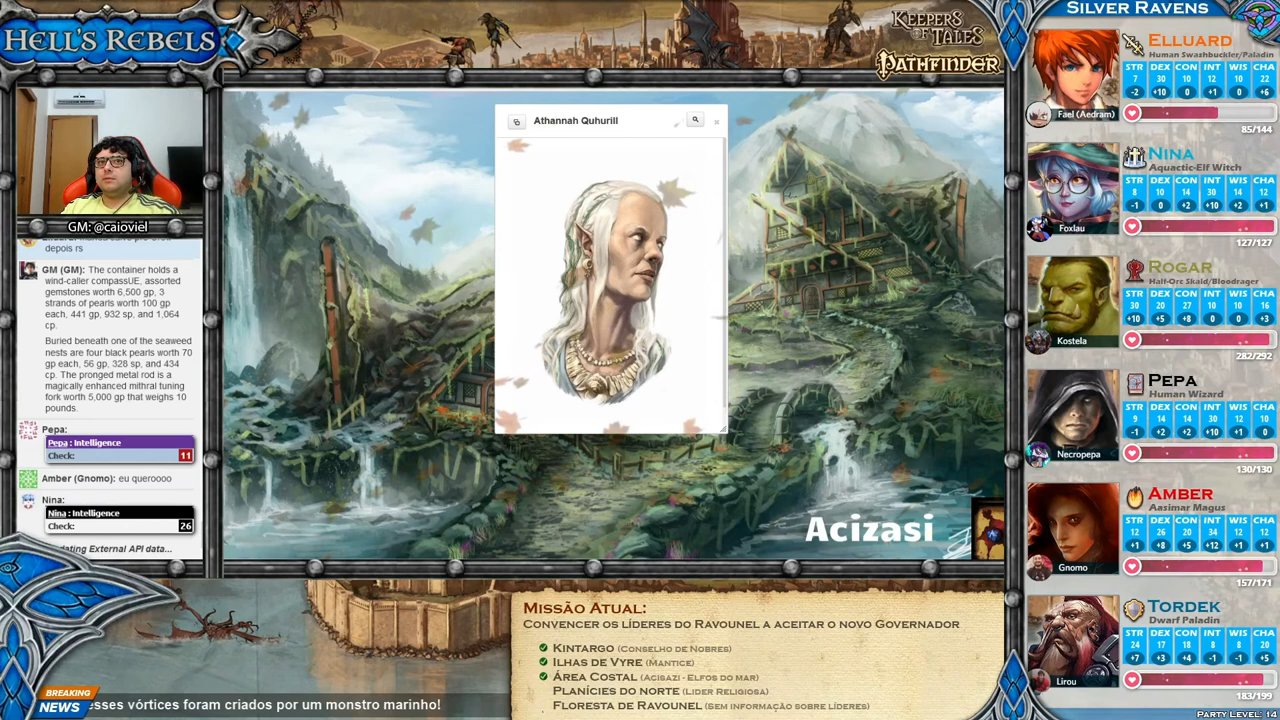 HELL'S REBELS
KEEPERS
OF TALES
PATHFINDER
GM: @caioviel
depois rs
GM (GM): The container holds a
wind-caller compassUE, assorted
gemstones worth 6,500 gp, 3
strands of pearls worth 100 gp
each, 441 gp, 932 sp, and 1,064
cp.
Buried beneath one of the seaweed
nests are four black pearls worth 70
gp each, 56 gp, 328 sp, and 434
cp. The pronged metal rod is a
magically enhanced mithral tuning
fork worth 5,000 gp that weighs 10
pounds.
Pepa:
Pepa : Intelligence
Check: 11
Amber (Gnomo): eu queroooo
Nina:
Nina : Intelligence
Check: 26
dating External API data...
Athannah Quhurill
Acizasi
MISSÃO ATUAL:
CONVENCER OS LÍDERES DO RAVOUNEL A ACEITAR O NOVO GOVERNADOR
KINTARGO (CONSELHO DE NOBRES)
ILHAS DE VYRE (MANTICE)
ÁREA COSTAL (ACISAZI - ELFOS DO MAR)
PLANÍCIES DO NORTE (LIDER RELIGIOSA)
FLORESTA DE RAVOUNEL (SEM INFORMAÇÃO SOBRE LÍDERES)
BREAKING
NEWS
esses vórtices foram criados por um monstro marinho!
SILVER RAVENS
ELLUARD
Human Swashbuckler/Paladin
STR DEX CON INT WIS CHA
7 30 10 12 10 22
-2 +10 0 +1 0 +6
Fael (Aedram)
85/144
NINA
Aquactic-Elf Witch
STR DEX CON INT WIS CHA
8 10 14 30 14 12
-1 0 +2 +10 +2 +1
Foxlau
127/127
ROGAR
Half-Orc Skald/Bloodrager
STR DEX CON INT WIS CHA
30 20 27 10 10 16
+10 +5 +8 0 0 +3
Kostela
282/292
PEPA
Human Wizard
STR DEX CON INT WIS CHA
9 14 14 30 12 10
-1 +2 +2 +10 +1 0
Necropepa
130/130
AMBER
Aasimar Magus
STR DEX CON INT WIS CHA
12 26 20 34 12 12
+1 +8 +5 +12 +1 +1
Gnomo
157/171
TORDEK
Dwarf Paladin
STR DEX CON INT WIS CHA
24 17 18 8 8 20
+7 +3 +4 -1 -1 +5
Lirou
183/199
PARTY LEVEL: 14